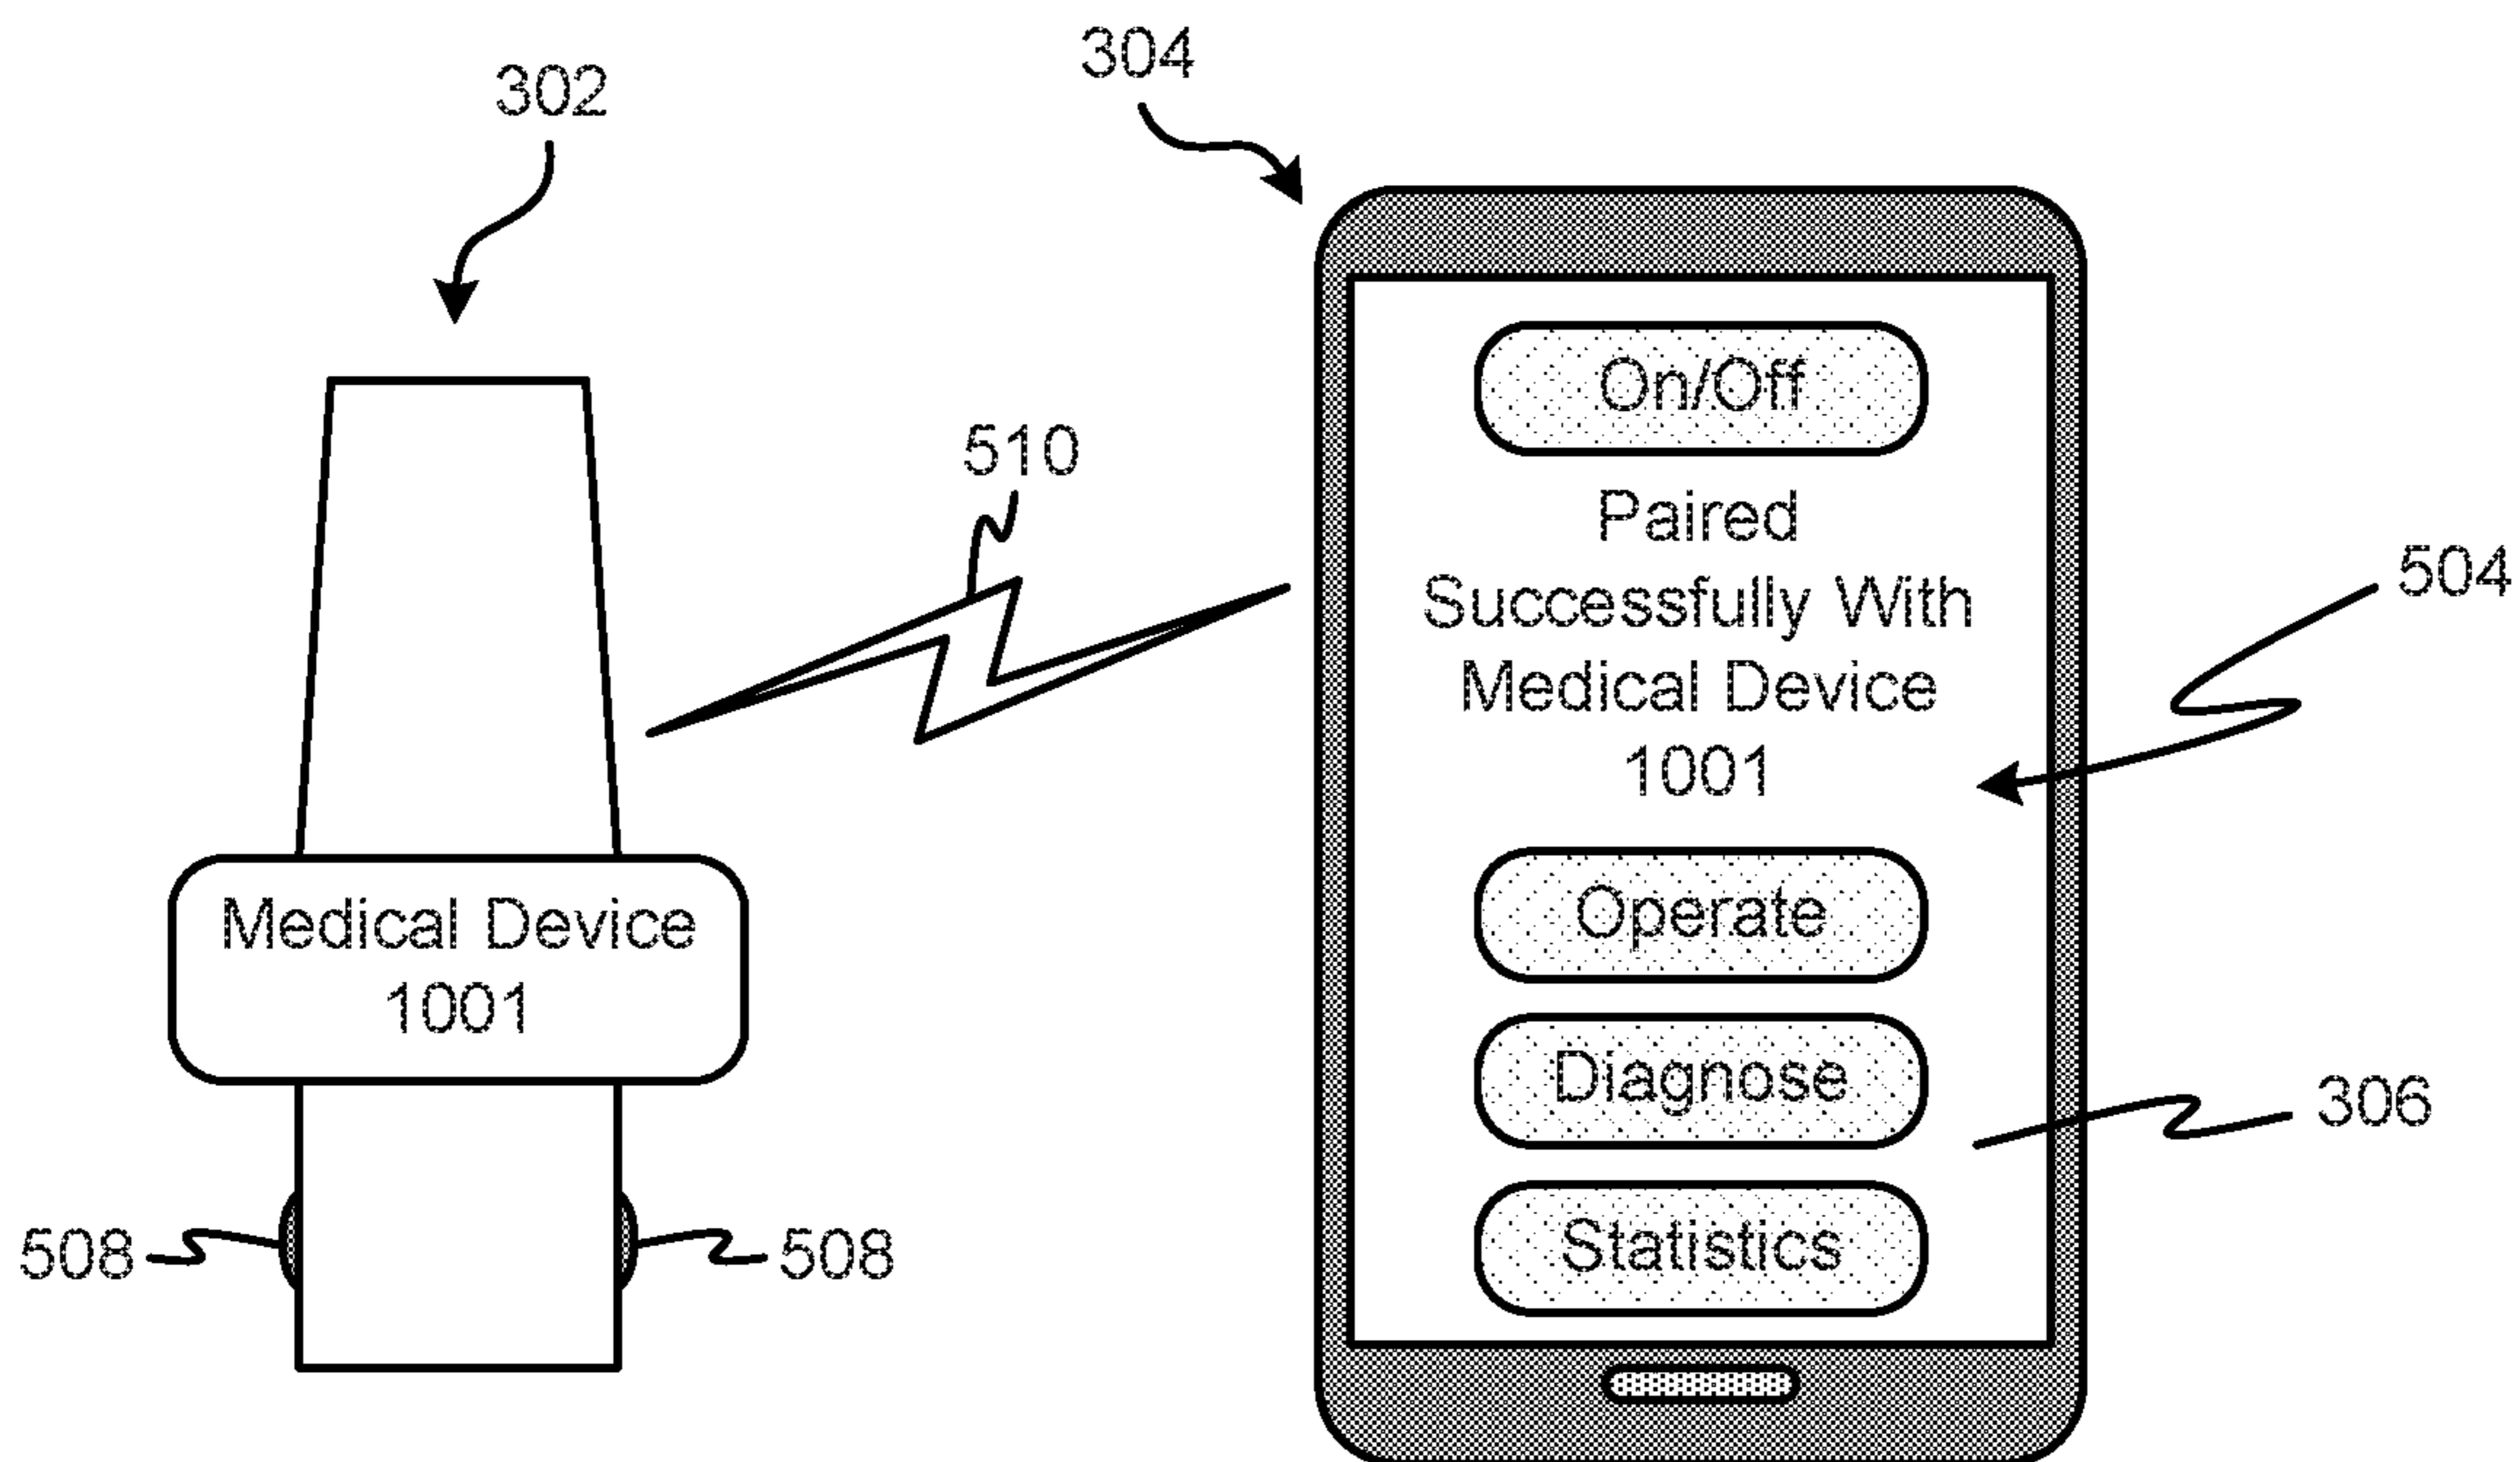 302
304
510
On/Off
Paired
Successfully With
Medical Device
1001
504
Medical Device
1001
Operate
Diagnose
306
Statistics
508
508